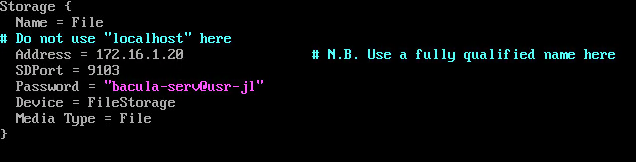 Storage {
  Name = File
# Do not use "localhost" here
  Address = 172.16.1.20                # N.B. Use a fully qualified name here
  SDPort = 9103
  Password = "bacula-serv@usr-jl"
  Device = FileStorage
  Media Type = File
}